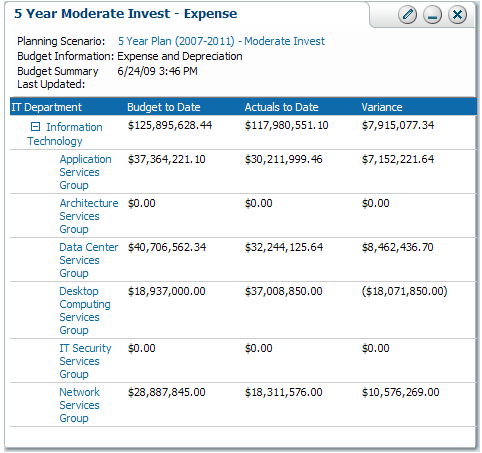 5 Year Moderate Invest - Expense
Planning Scenario: 5 Year Plan (2007-2011) - Moderate Invest
Budget Information: Expense and Depreciation
Budget Summary 6/24/09 3:46 PM
Last Updated:
IT Department Budget to Date Actuals to Date Variance
Information $125,895,628.44 $117,980,551.10 $7,915,077.34
Technology
Application $37,364,221.10 $30,211,999.46 $7,152,221.64
Services
Group
Architecture $0.00 $0.00 $0.00
Services
Group
Data Center $40,706,562.34 $32,244,125.64 $8,462,436.70
Services
Group
Desktop $18,937,000.00 $37,008,850.00 ($18,071,850.00)
Computing
Services
Group
IT Security $0.00 $0.00 $0.00
Services
Group
Network $28,887,845.00 $18,311,576.00 $10,576,269.00
Services
Group